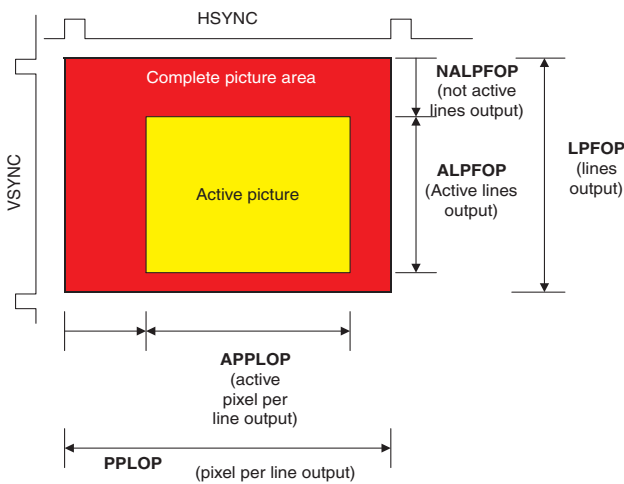 HSYNC
VSYNC
Complete picture area
Active picture
NALPFOP
(not active
lines output)
ALPFOP
(Active lines
output)
LPFOP
(lines
output)
APPLOP
(active
pixel per
line output)
PPLOP
(pixel per line output)